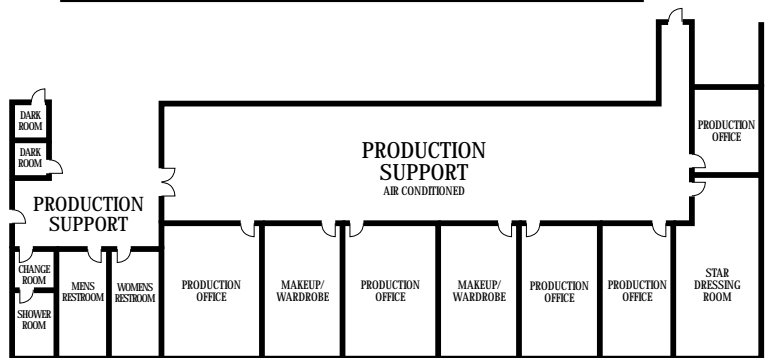 DARK
ROOM
DARK
ROOM
PRODUCTION
SUPPORT
PRODUCTION
SUPPORT
AIR CONDITIONED
PRODUCTION
OFFICE
CHANGE
ROOM
SHOWER
ROOM
MENS
RESTROOM
WOMENS
RESTROOM
PRODUCTION
OFFICE
MAKEUP/
WARDROBE
PRODUCTION
OFFICE
MAKEUP/
WARDROBE
PRODUCTION
OFFICE
PRODUCTION
OFFICE
STAR
DRESSING
ROOM